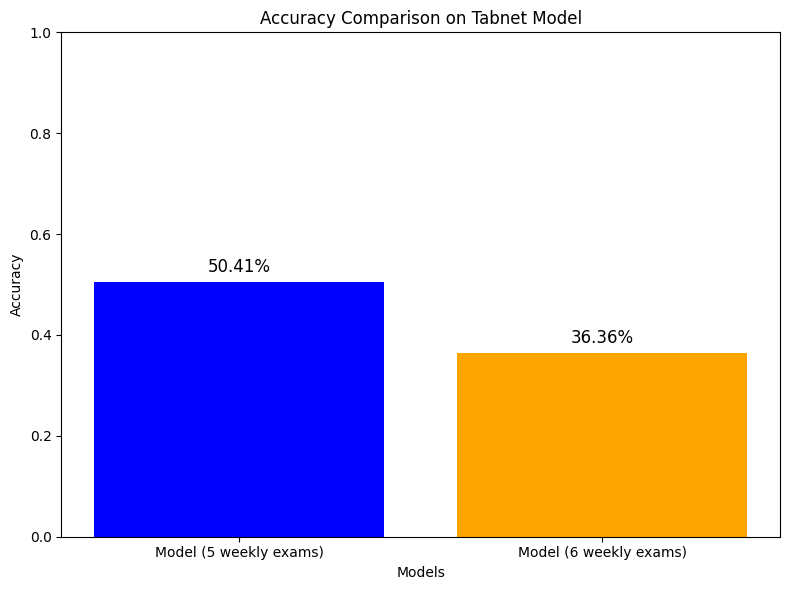 Accuracy Comparison on Tabnet Model
1.0
0.8
0.6
0.4
0.2
0.0
Accuracy
50.41%
36.36%
Model (5 weekly exams)
Model (6 weekly exams)
Models